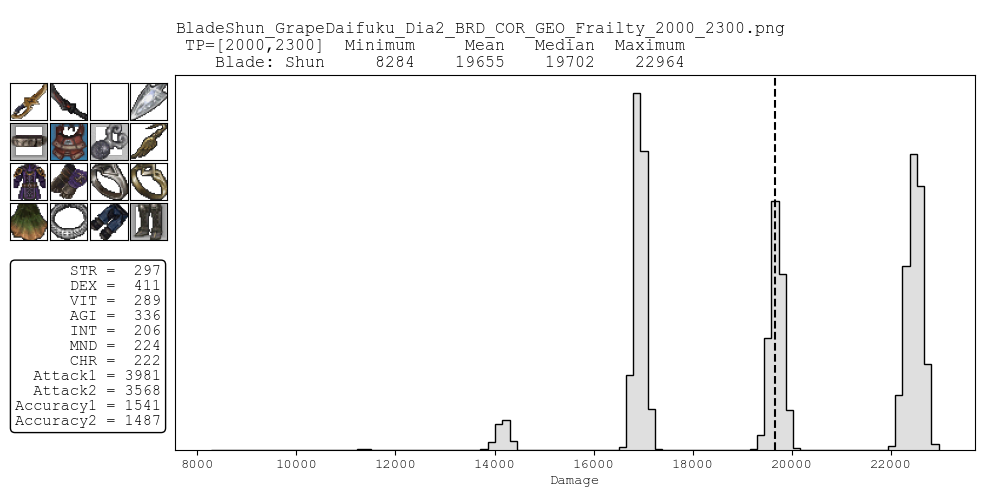 BladeShun_GrapeDaifuku_Dia2_BRD_COR_GEO_Frailty_2000_2300.png
TP=[2000,2300] Minimum Mean Median Maximum
Blade: Shun 8284 19655 19702 22964
STR = 297
DEX = 411
VIT = 289
AGI = 336
INT = 206
MND = 224
CHR = 222
Attack1 = 3981
Attack2 = 3568
Accuracy1 = 1541
Accuracy2 = 1487
8000 10000 12000 14000 16000 18000 20000 22000
Damage